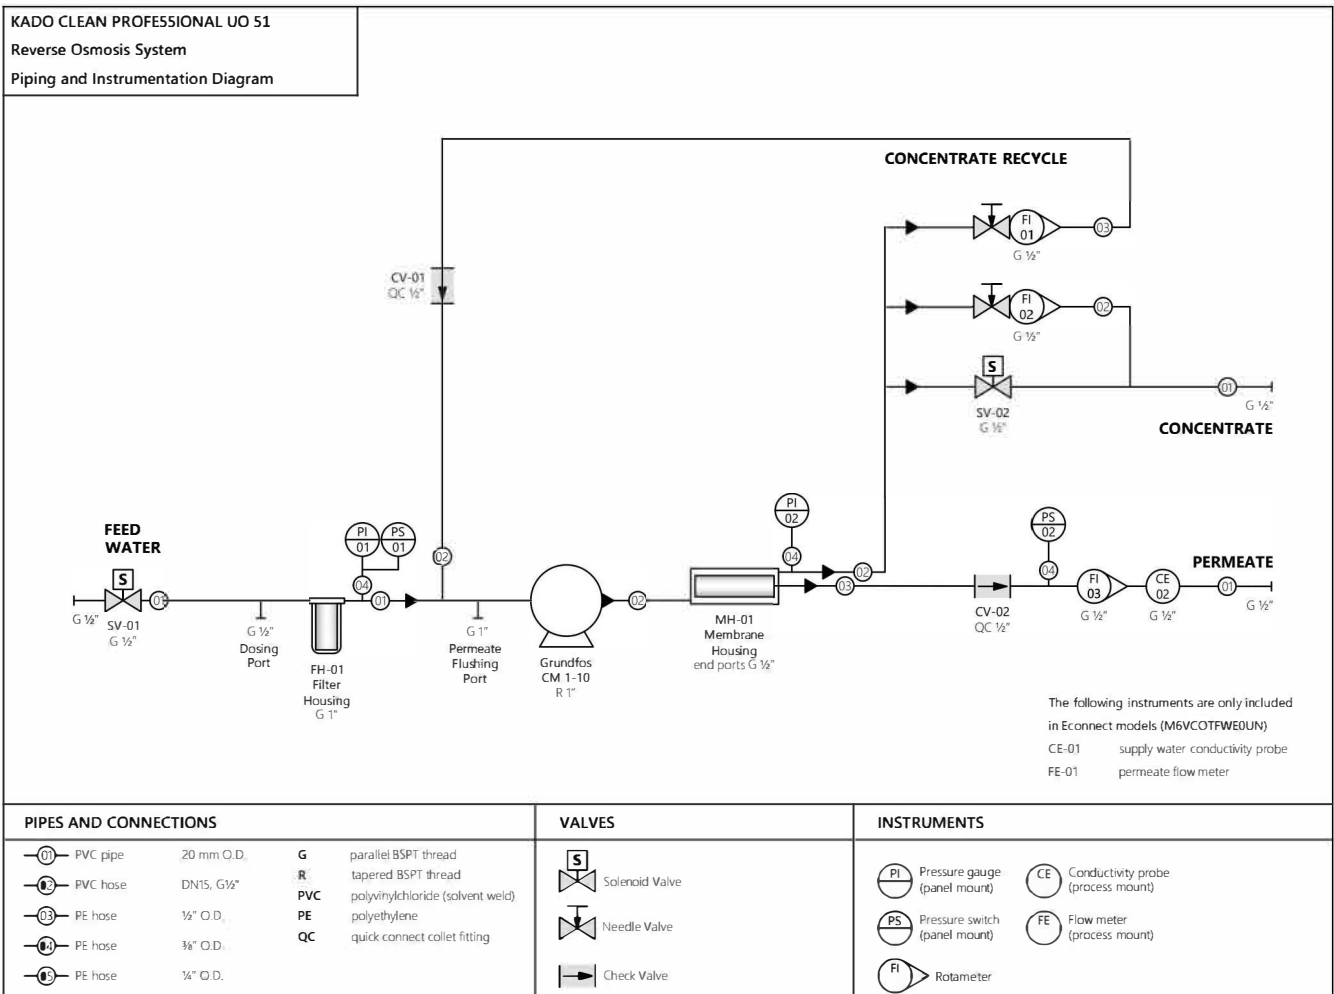 KADO CLEAN PROFESSIONAL UO 51
Reverse Osmosis System
Piping and Instrumentation Diagram
CONCENTRATE RECYCLE
FI
01
03
G ½"
CV-01
QC ½"
FI
02
02
G ½"
S
SV-02
G ½"
01
G ½"
CONCENTRATE
FEED
WATER
S
G ½"
SV-01
G ½"
01
G ½"
Dosing
Port
FH-01
Filter
Housing
G 1"
PI
01
PS
01
04
01
02
G 1"
Permeate
Flushing
Port
Grundfos
CM 1-10
R 1"
02
MH-01
Membrane
Housing
end ports G ½"
PI
02
04
02
03
CV-02
QC ½"
PS
02
04
FI
03
G ½"
CE
02
G ½"
PERMEATE
01
G ½"
The following instruments are only included
in Econnect models (M6VCOTFWE0UN)
CE-01 supply water conductivity probe
FE-01 permeate flow meter
PIPES AND CONNECTIONS
01 PVC pipe 20 mm O.D.
02 PVC hose DN15, G½"
03 PE hose ½" O.D.
04 PE hose ⅜" O.D.
05 PE hose ¼" O.D.
G parallel BSPT thread
R tapered BSPT thread
PVC polyvinylchloride (solvent weld)
PE polyethylene
QC quick connect collet fitting
VALVES
S
Solenoid Valve
Needle Valve
Check Valve
INSTRUMENTS
PI Pressure gauge
(panel mount)
PS Pressure switch
(panel mount)
FI Rotameter
CE Conductivity probe
(process mount)
FE Flow meter
(process mount)